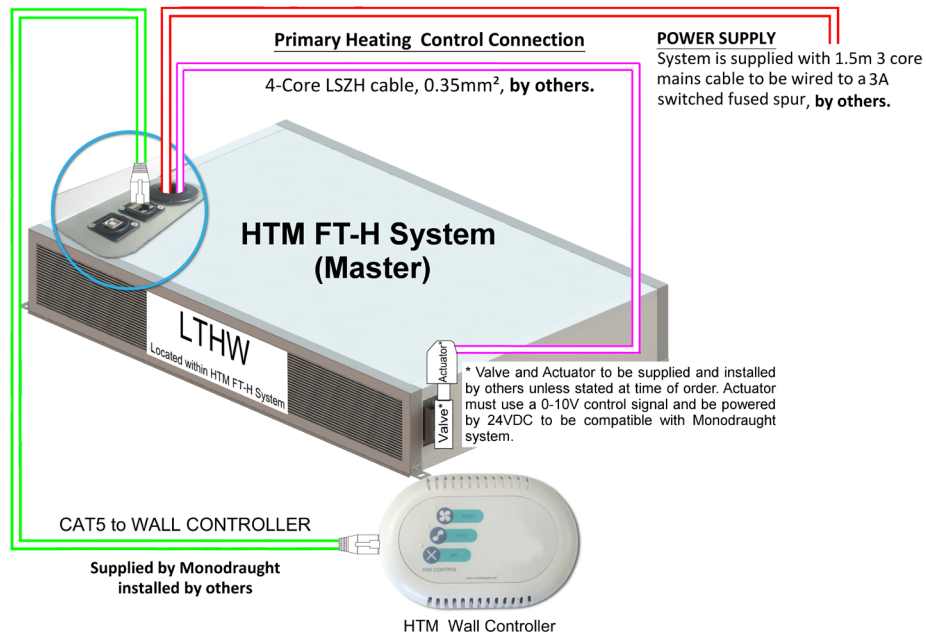 Primary Heating Control Connection
4-Core LSZH cable, 0.35mm², by others.
POWER SUPPLY
System is supplied with 1.5m 3 core
mains cable to be wired to a 3A
switched fused spur, by others.
HTM FT-H System
(Master)
LTHW
Located within HTM FT-H System
Actuator*
Valve*
* Valve and Actuator to be supplied and installed
by others unless stated at time of order. Actuator
must use a 0-10V control signal and be powered
by 24VDC to be compatible with Monodraught
system.
CAT5 to WALL CONTROLLER
Supplied by Monodraught
installed by others
OFF
FAN CONTROL
HTM Wall Controller